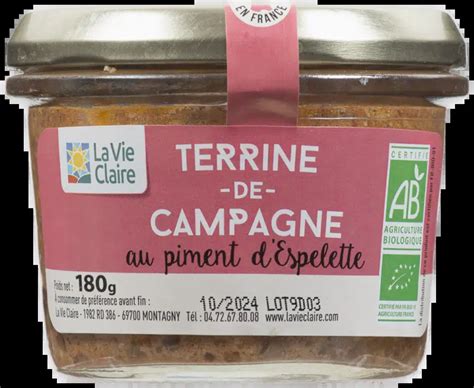 EN FRANCE
La Vie
Claire
TERRINE
-DE-
CAMPAGNE
au piment d'Espelette
CERTIFIÉ
AB
AGRICULTURE
BIOLOGIQUE
Poids net : 180g
A consommer de préférence avant fin : 10/2024 LOT9D03
La Vie Claire - 1982 RD 386 - 69700 MONTAGNY Tél : 04.72.67.80.08 www.lavieclaire.com